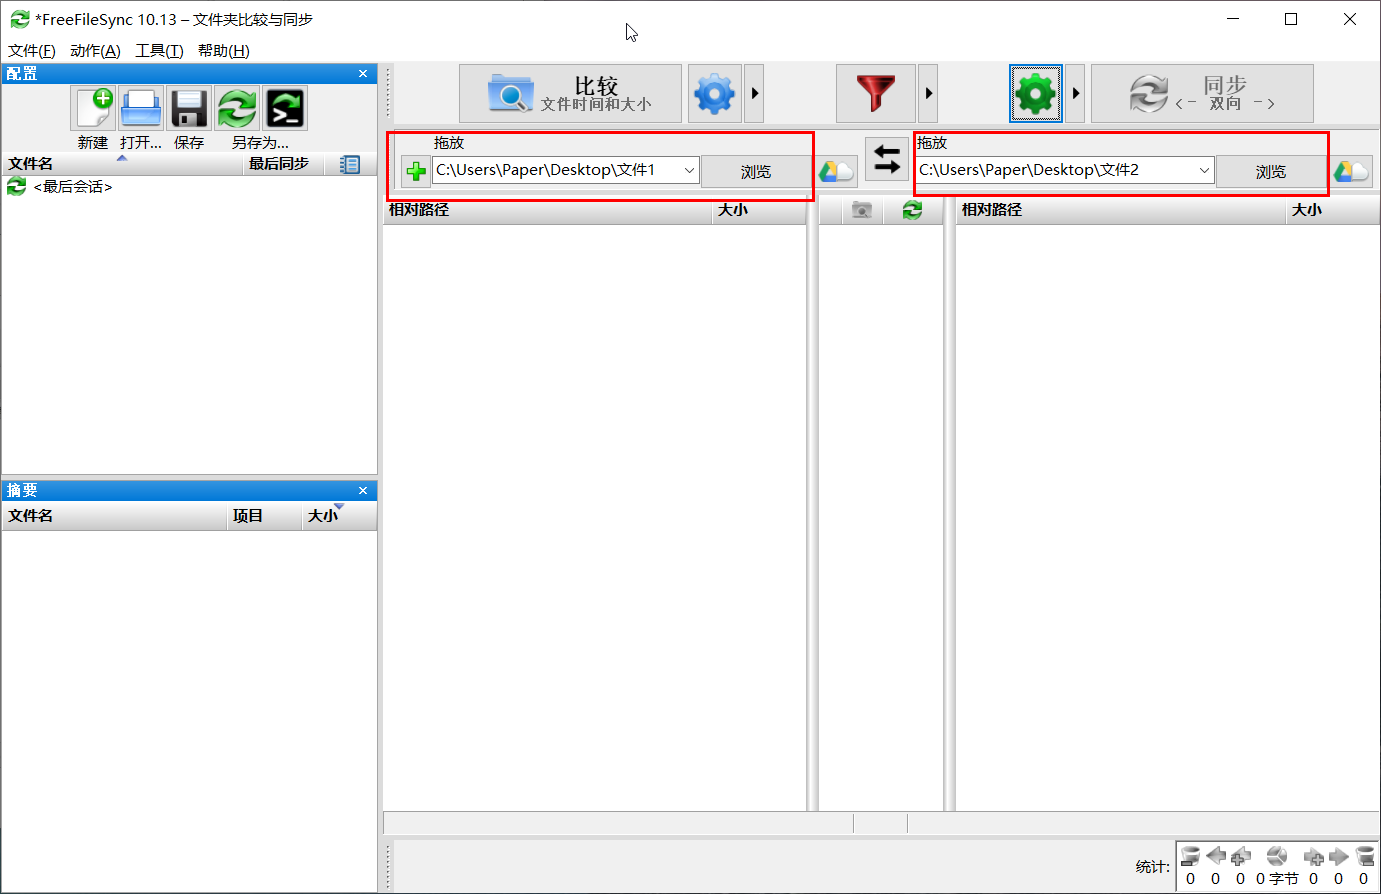 *FreeFileSync 10.13 – 文件夹比较与同步
文件(F) 动作(A) 工具(T) 帮助(H)
配置
新建 打开... 保存 另存为...
文件名 最后同步
<最后会话>
比较
文件时间和大小
同步
<- 双向 ->
拖放
C:\Users\Paper\Desktop\文件1 浏览
拖放
C:\Users\Paper\Desktop\文件2 浏览
相对路径 大小
相对路径 大小
摘要
文件名 项目 大小
统计:
0 0 0 0 字节 0 0 0